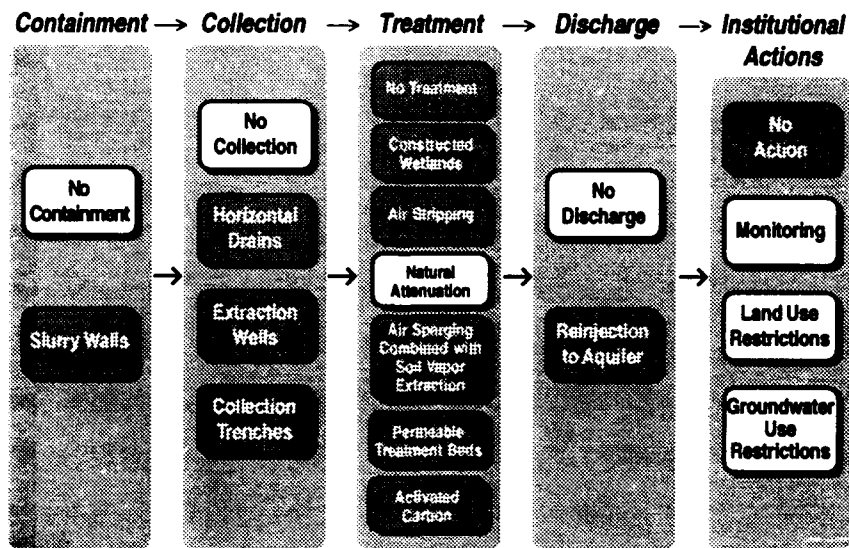 Containment → Collection → Treatment → Discharge → Institutional
Actions
No
Containment
Slurry Walls
No
Collection
Horizontal
Drains
Extraction
Wells
Collection
Trenches
No Treatment
Constructed
Wetlands
Air Stripping
Natural
Attenuation
Air Sparging
Combined with
Soil Vapor
Extraction
Permeable
Treatment Beds
Activated
Carbon
No
Discharge
Reinjection
to Aquifer
No
Action
Monitoring
Land Use
Restrictions
Groundwater
Use
Restrictions